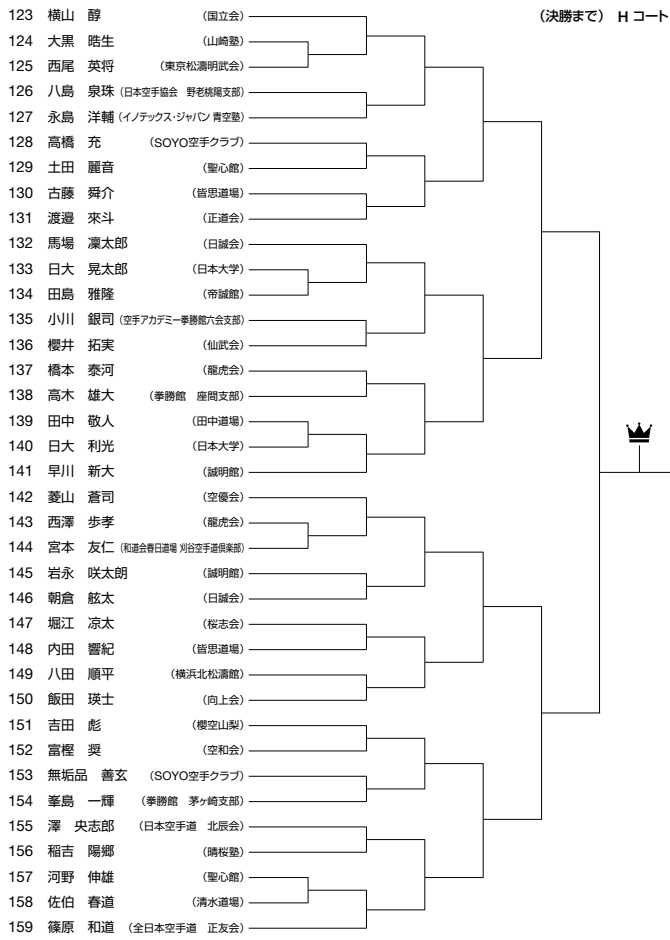 (決勝まで) H コート
123 横山 醇 (国立会)
124 大黒 晧生 (山崎塾)
125 西尾 英将 (東京松濤明武会)
126 八島 泉珠 (日本空手協会 野老桃陽支部)
127 永島 洋輔 (イノテックス・ジャパン 青空塾)
128 高橋 充 (SOYO空手クラブ)
129 土田 麗音 (聖心館)
130 古藤 舜介 (皆思道場)
131 渡邉 來斗 (正道会)
132 馬場 凜太郎 (日誠会)
133 日大 晃太郎 (日本大学)
134 田島 雅隆 (帝誠館)
135 小川 銀司 (空手アカデミー拳勝館六会支部)
136 櫻井 拓実 (仙武会)
137 橋本 泰河 (龍虎会)
138 高木 雄大 (拳勝館 座間支部)
139 田中 敬人 (田中道場)
140 日大 利光 (日本大学)
141 早川 新大 (誠明館)
142 菱山 蒼司 (空優会)
143 西澤 歩孝 (龍虎会)
144 宮本 友仁 (和道会春日道場 刈谷空手道倶楽部)
145 岩永 咲太朗 (誠明館)
146 朝倉 舷太 (日誠会)
147 堀江 凉太 (桜志会)
148 内田 響紀 (皆思道場)
149 八田 順平 (横浜北松濤館)
150 飯田 瑛士 (向上会)
151 吉田 彪 (櫻空山梨)
152 富樫 奨 (空和会)
153 無垢品 善玄 (SOYO空手クラブ)
154 峯島 一輝 (拳勝館 茅ヶ崎支部)
155 澤 央志郎 (日本空手道 北辰会)
156 稲吉 陽郷 (晴桜塾)
157 河野 伸雄 (聖心館)
158 佐伯 春道 (清水道場)
159 篠原 和道 (全日本空手道 正友会)